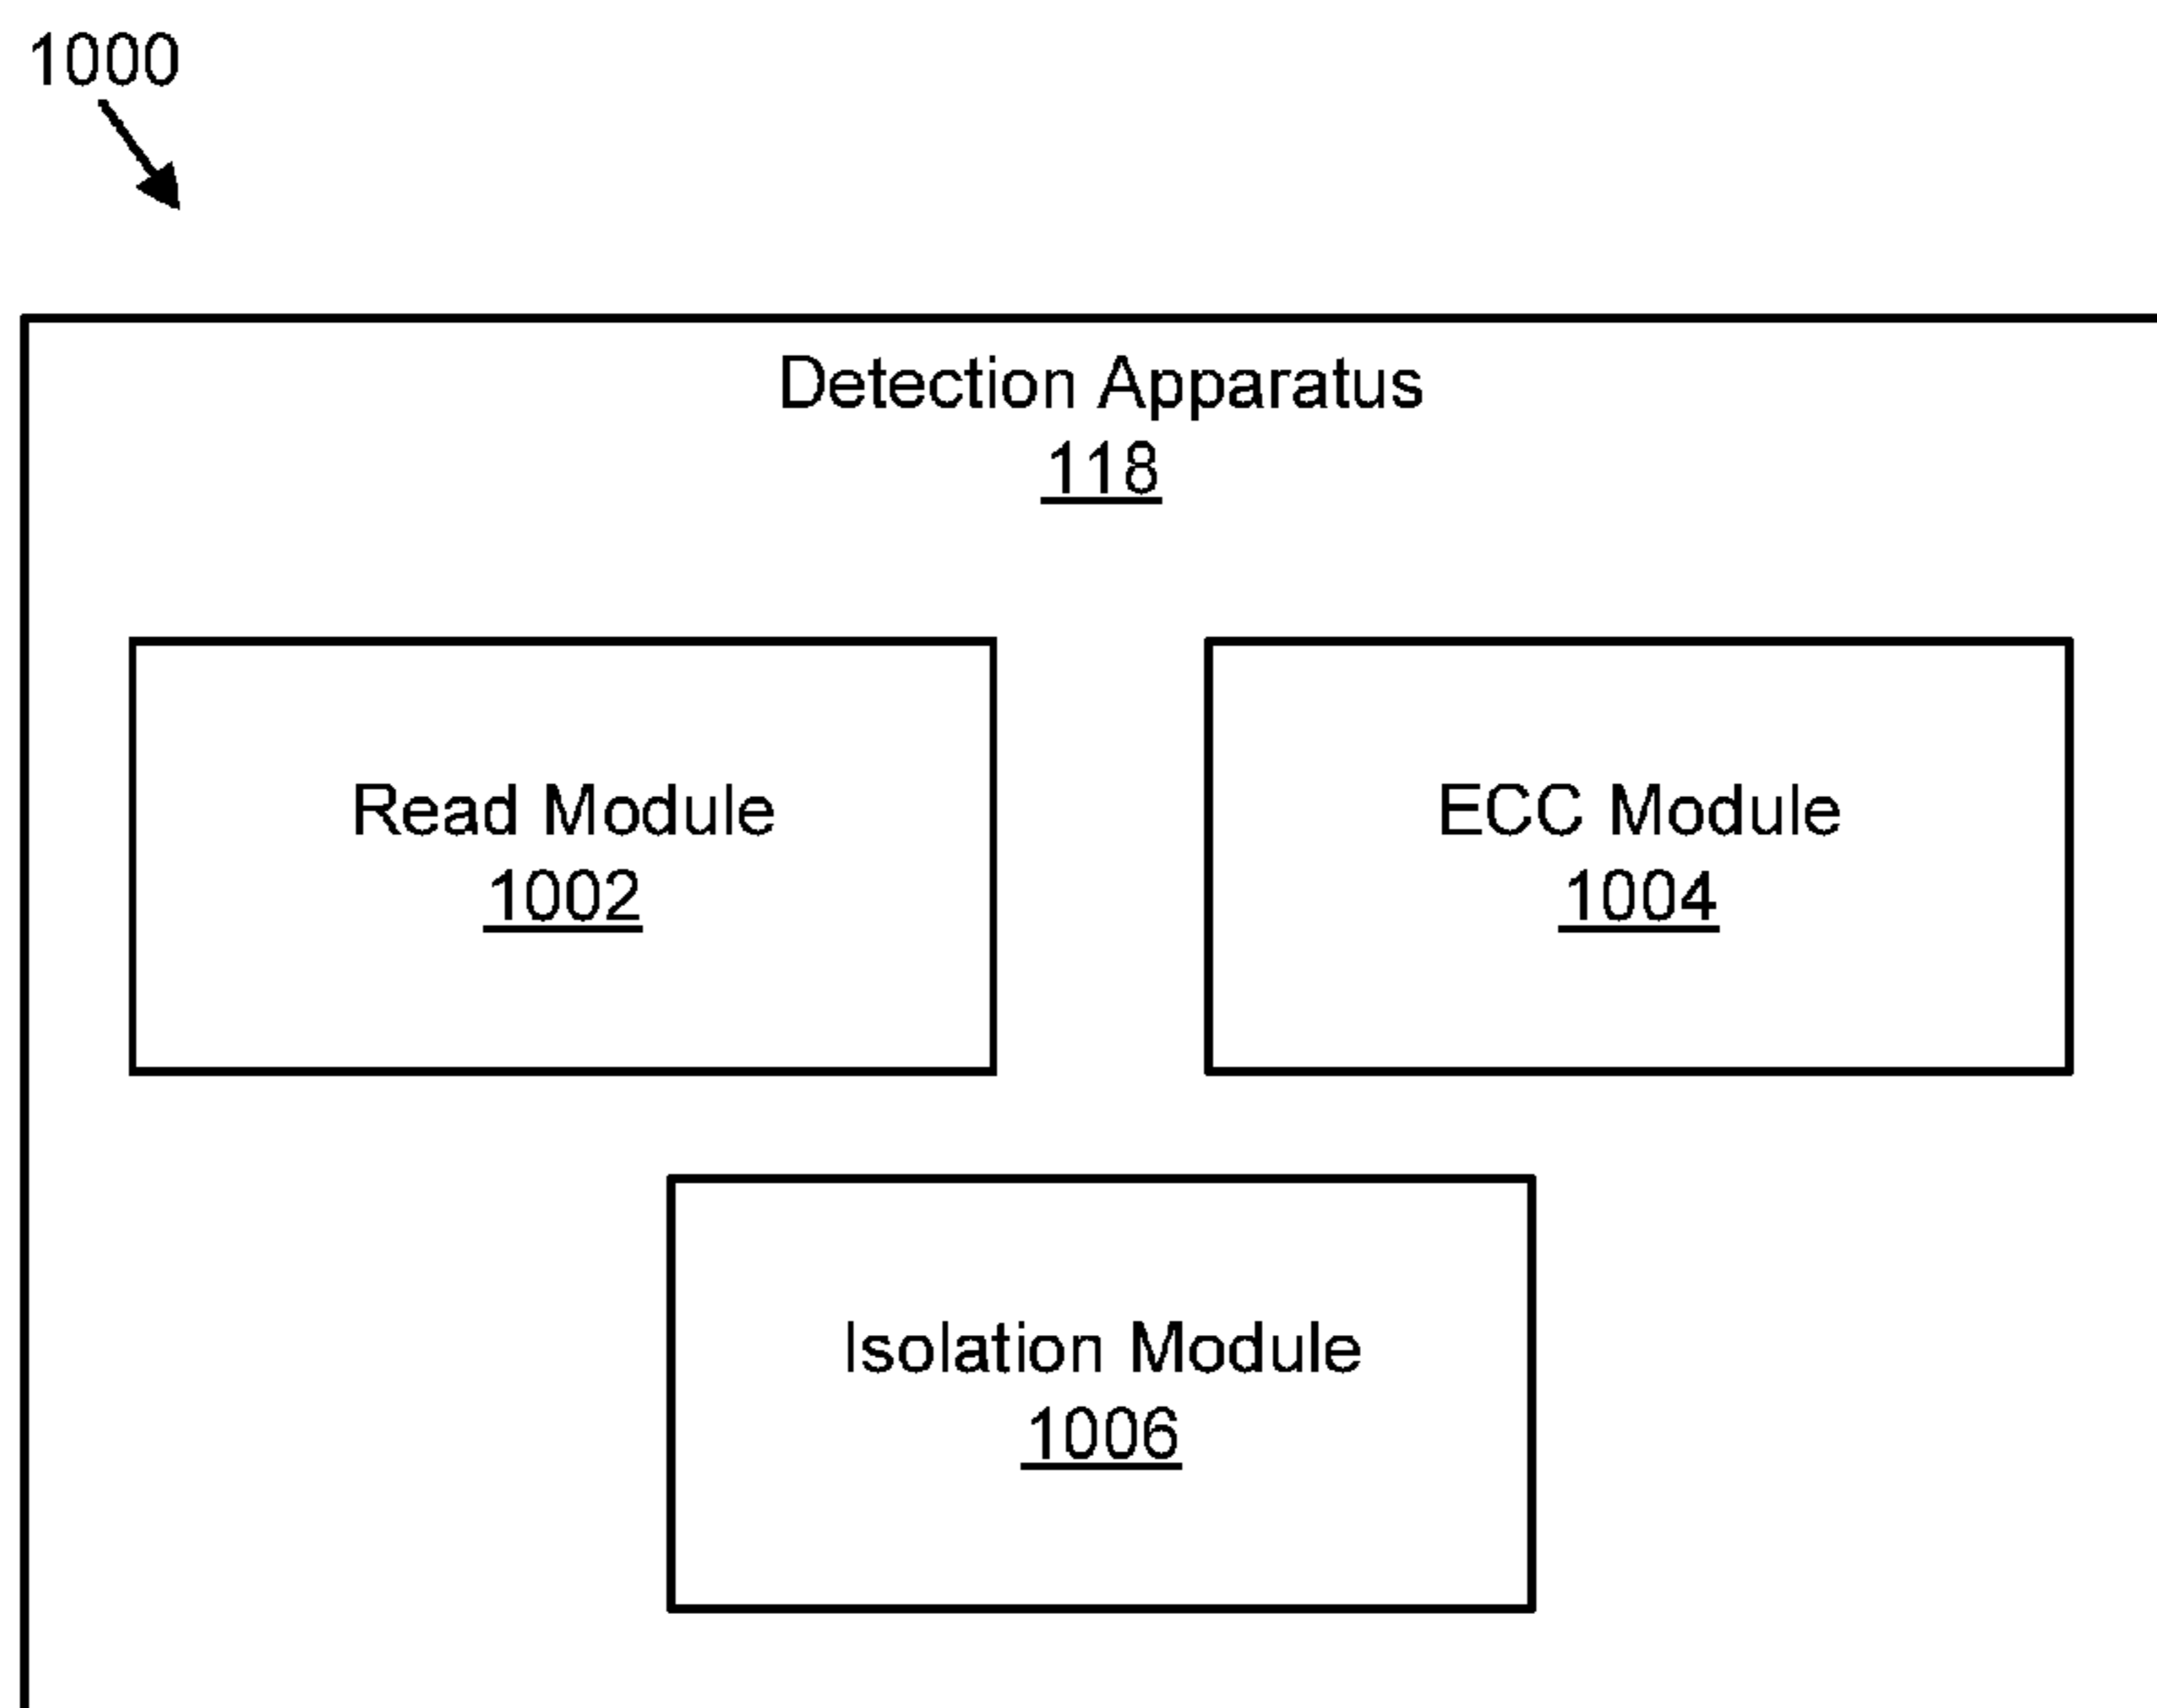 1000
Detection Apparatus
118
Read Module
1002
ECC Module
1004
Isolation Module
1006